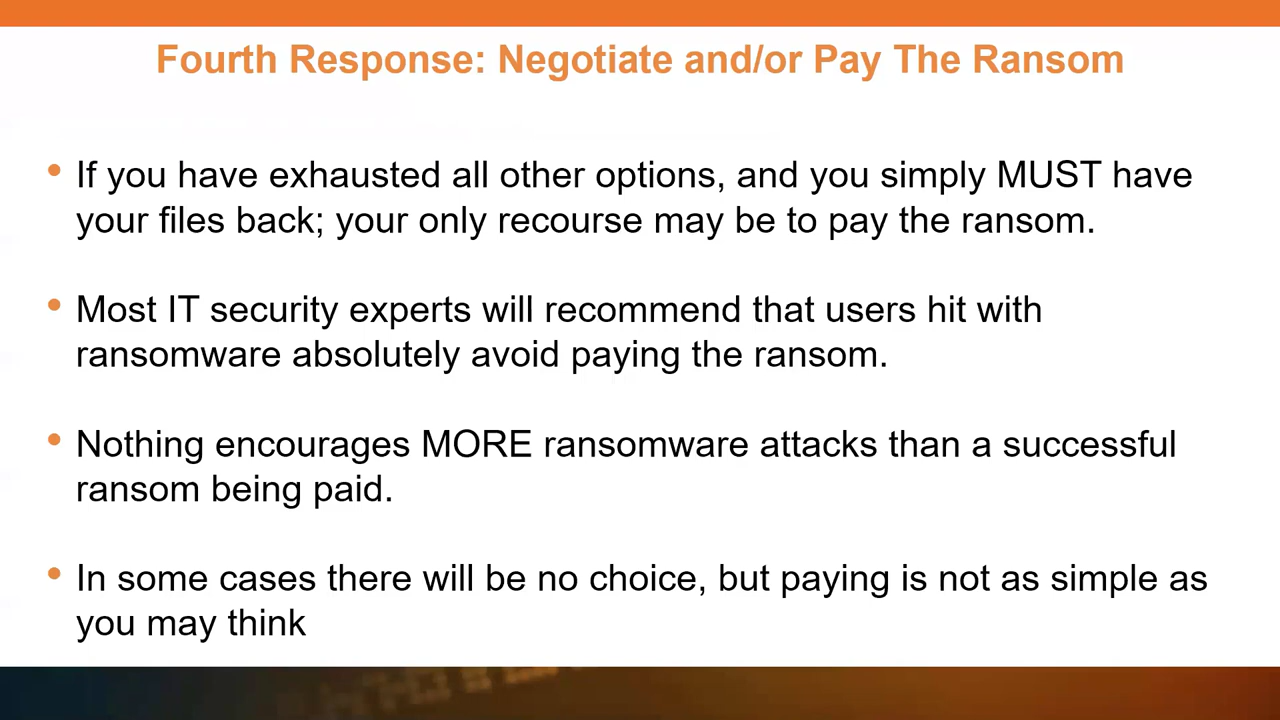 Fourth Response: Negotiate and/or Pay The Ransom
• If you have exhausted all other options, and you simply MUST have
your files back; your only recourse may be to pay the ransom.
• Most IT security experts will recommend that users hit with
ransomware absolutely avoid paying the ransom.
• Nothing encourages MORE ransomware attacks than a successful
ransom being paid.
• In some cases there will be no choice, but paying is not as simple as
you may think